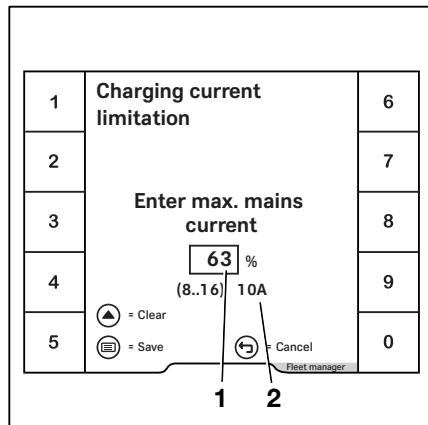 Charging current
limitation
1
2
3
4
5
6
7
8
9
0
Enter max. mains
current
63 %
(8..16) 10A
= Clear
= Save
= Cancel
Fleet manager
1
2